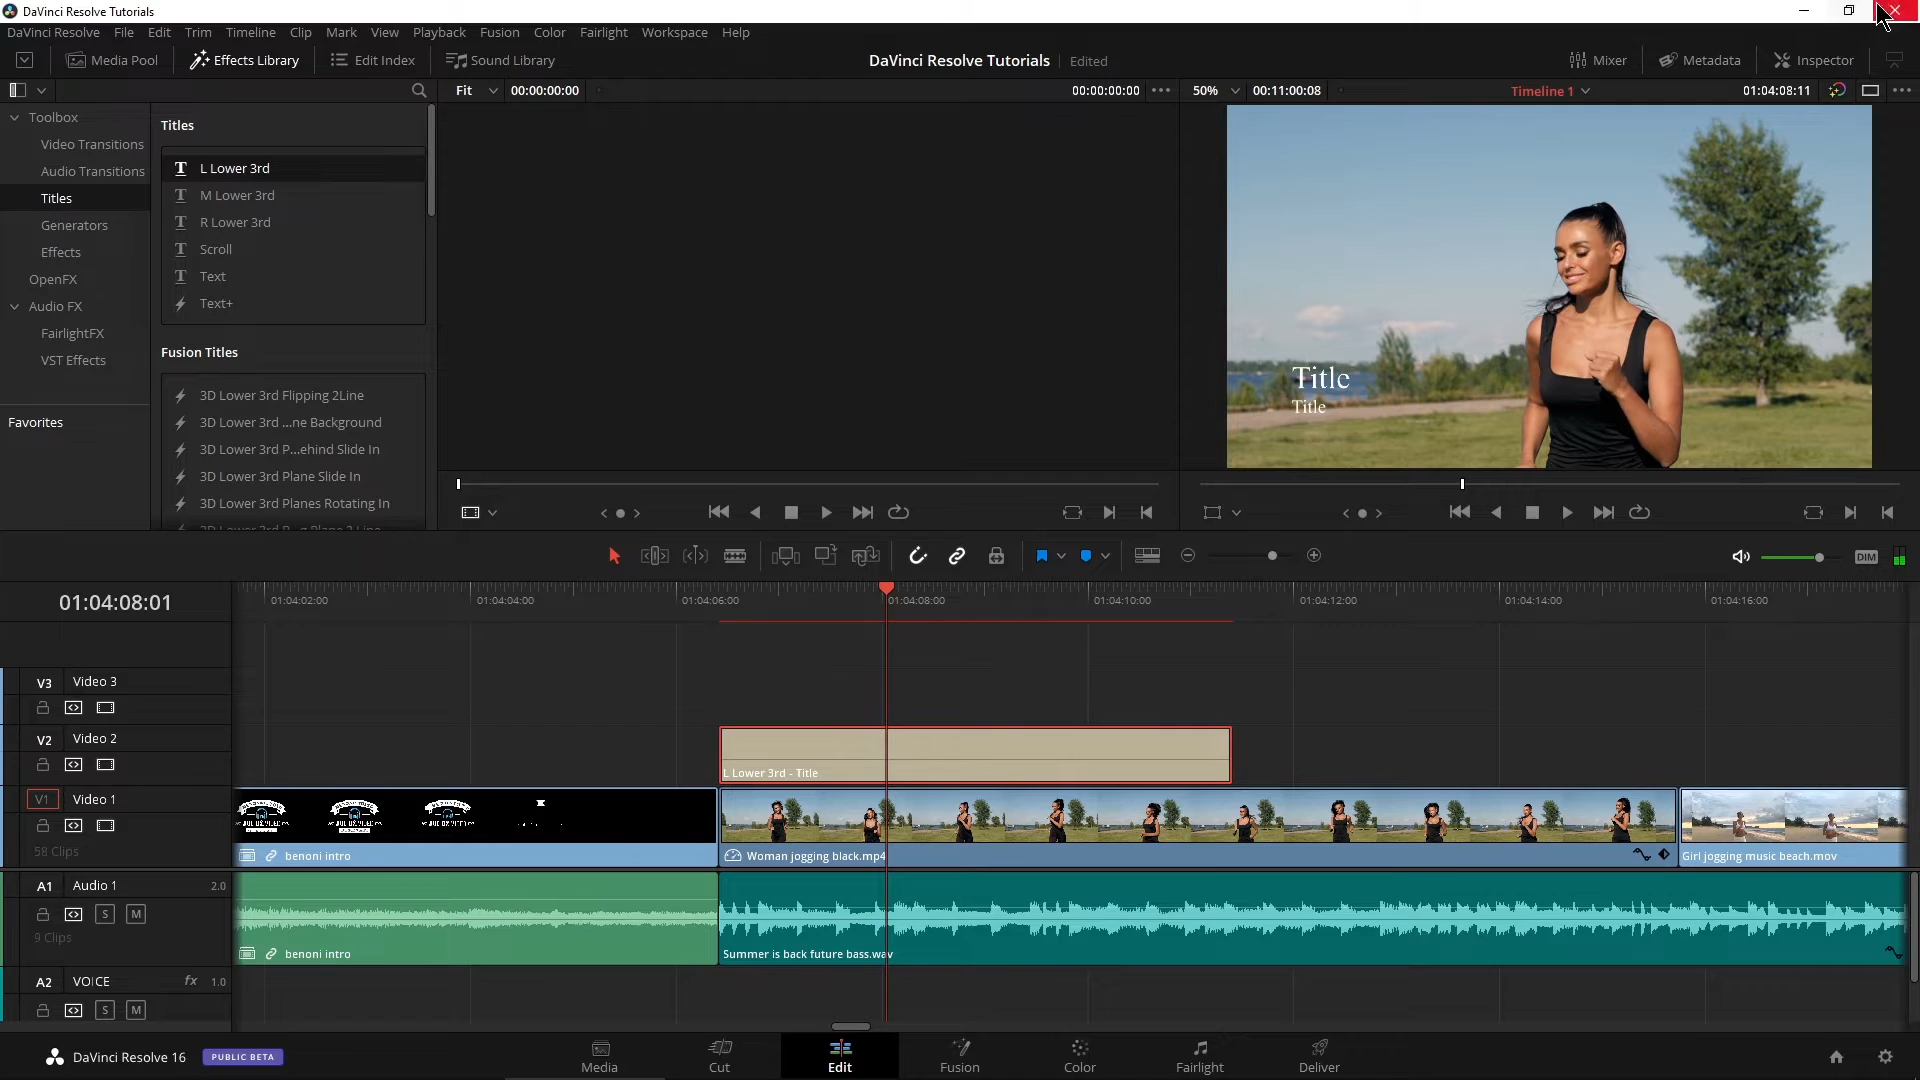 DaVinci Resolve Tutorials
DaVinci Resolve File Edit Trim Timeline Clip Mark View Playback Fusion Color Fairlight Workspace Help
Media Pool Effects Library Edit Index Sound Library DaVinci Resolve Tutorials Edited Mixer Metadata Inspector
Fit 00:00:00:00 00:00:00:00 50% 00:11:00:08 Timeline 1 01:04:08:11
Toolbox
Video Transitions
Audio Transitions
Titles
Generators
Effects
OpenFX
Audio FX
FairlightFX
VST Effects
Favorites
Titles
L Lower 3rd
M Lower 3rd
R Lower 3rd
Scroll
Text
Text+
Fusion Titles
3D Lower 3rd Flipping 2Line
3D Lower 3rd ...ne Background
3D Lower 3rd P...ehind Slide In
3D Lower 3rd Plane Slide In
3D Lower 3rd Planes Rotating In
Title
Title
DIM
01:04:08:01
01:04:02:00 01:04:04:00 01:04:06:00 01:04:08:00 01:04:10:00 01:04:12:00 01:04:14:00 01:04:16:00
V3 Video 3
V2 Video 2
L Lower 3rd - Title
V1 Video 1
58 Clips
benoni intro
Woman jogging black.mp4
Girl jogging music beach.mov
A1 Audio 1 2.0
S M
9 Clips
benoni intro
Summer is back future bass.wav
A2 VOICE fx 1.0
S M
DaVinci Resolve 16 PUBLIC BETA
Media Cut Edit Fusion Color Fairlight Deliver